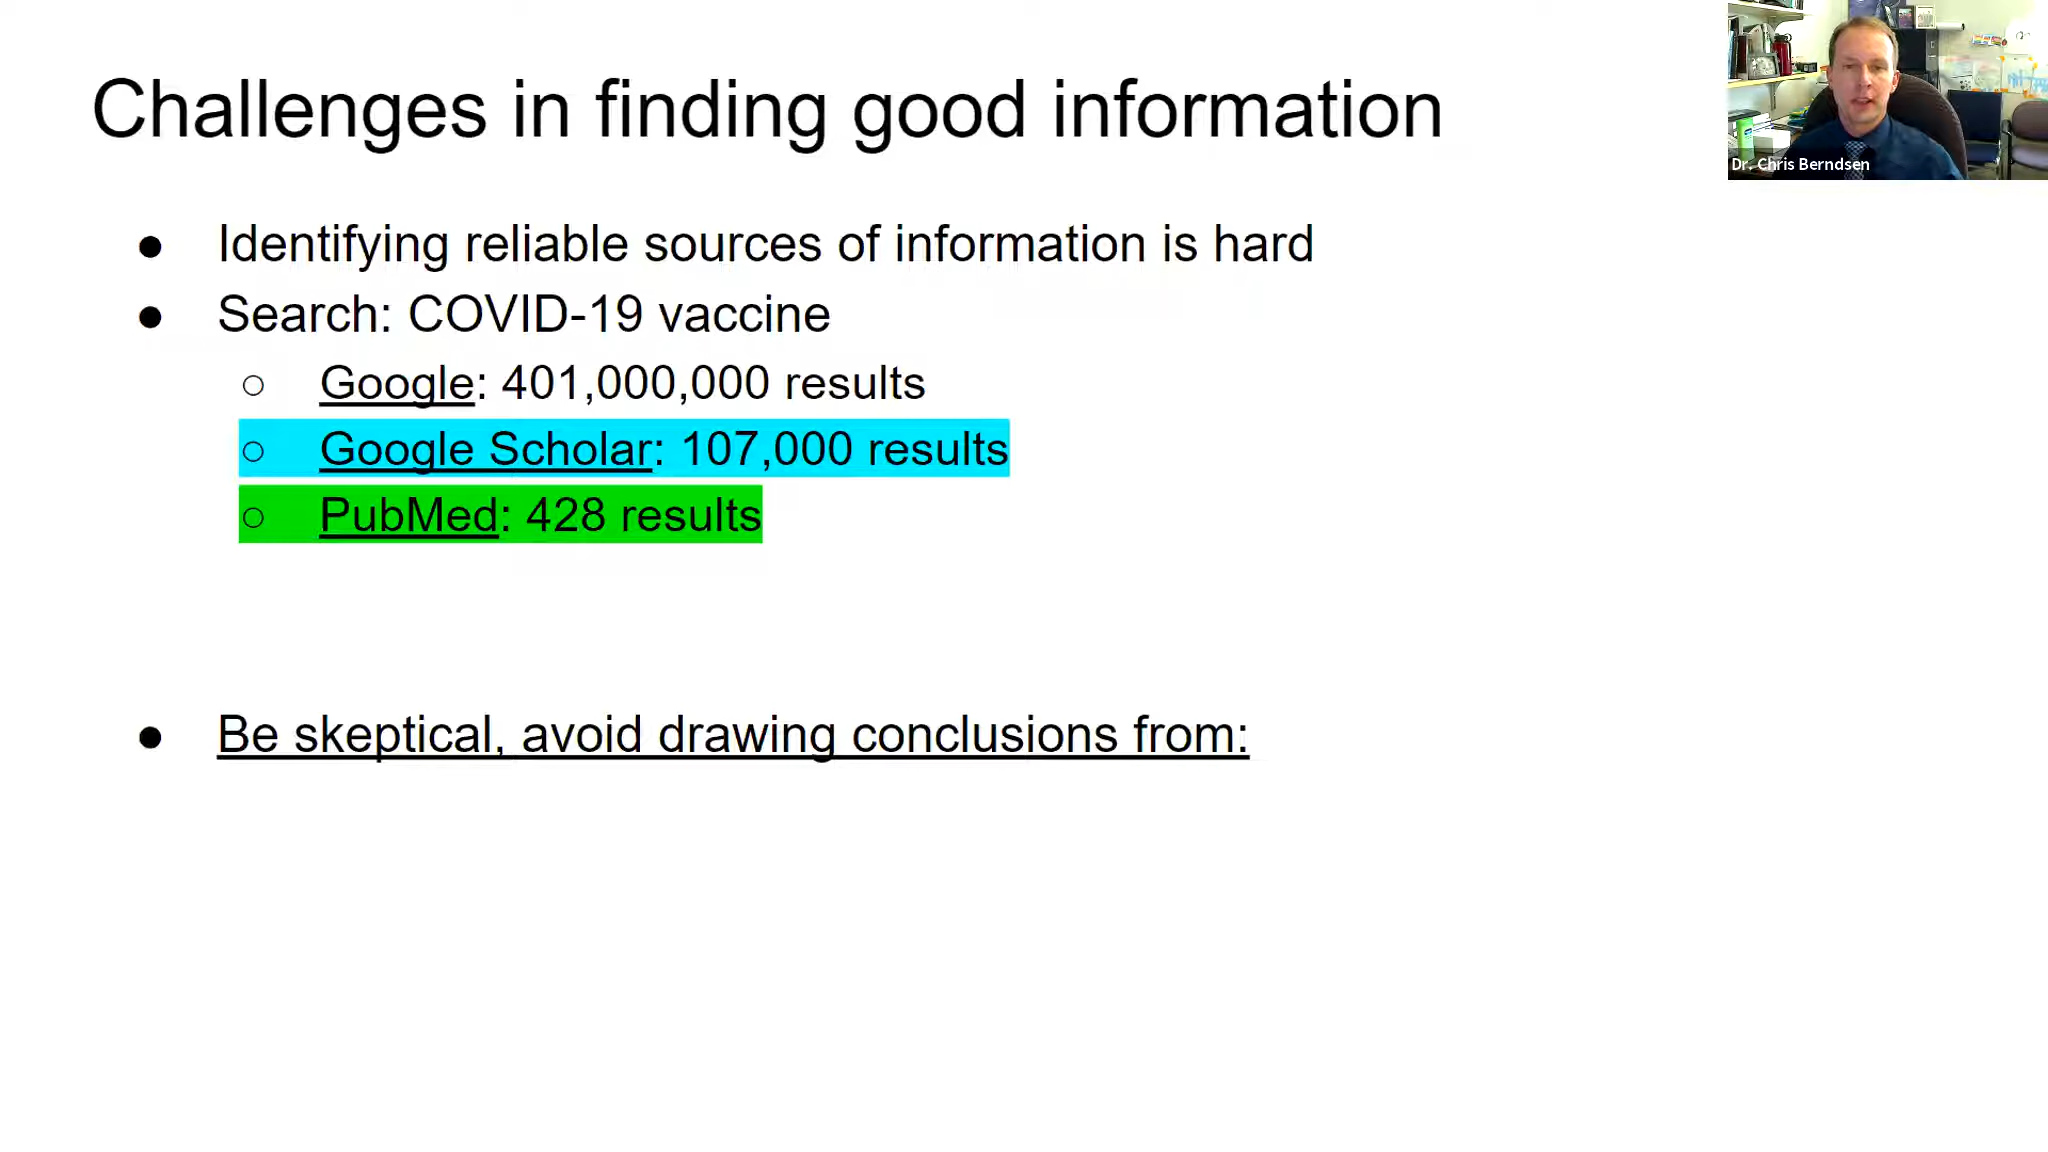 Challenges in finding good information
Dr. Chris Berndsen
● Identifying reliable sources of information is hard
● Search: COVID-19 vaccine
○ Google: 401,000,000 results
○ Google Scholar: 107,000 results
○ PubMed: 428 results
● Be skeptical, avoid drawing conclusions from: